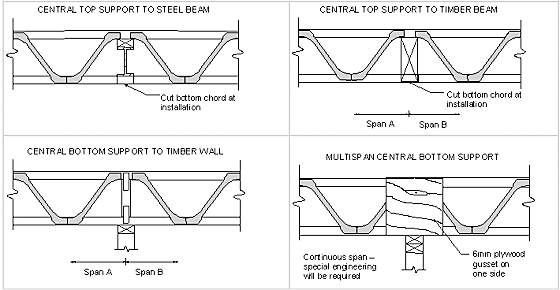 CENTRAL TOP SUPPORT TO STEEL BEAM
Cut bottom chord at
installation
CENTRAL TOP SUPPORT TO TIMBER BEAM
Cut bottom chord at
installation
Span A
Span B
CENTRAL BOTTOM SUPPORT TO TIMBER WALL
Span A
Span B
MULTISPAN CENTRAL BOTTOM SUPPORT
Continuous span –
special engineering
will be required
6mm plywood
gusset on
one side